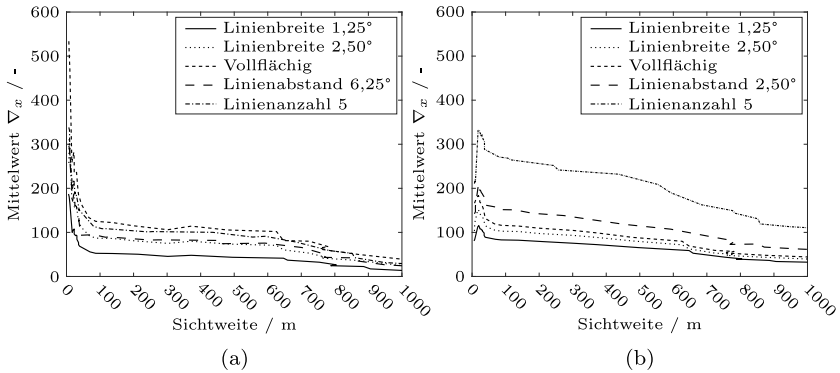 600
500
400
300
200
100
0
Mittelwert ∇x / -
Linienbreite 1,25°
Linienbreite 2,50°
Vollflächig
Linienabstand 6,25°
Linienanzahl 5
0 100 200 300 400 500 600 700 800 900 1000
Sichtweite / m
(a)
600
500
400
300
200
100
0
Mittelwert ∇x / -
Linienbreite 1,25°
Linienbreite 2,50°
Vollflächig
Linienabstand 2,50°
Linienanzahl 5
0 100 200 300 400 500 600 700 800 900 1000
Sichtweite / m
(b)